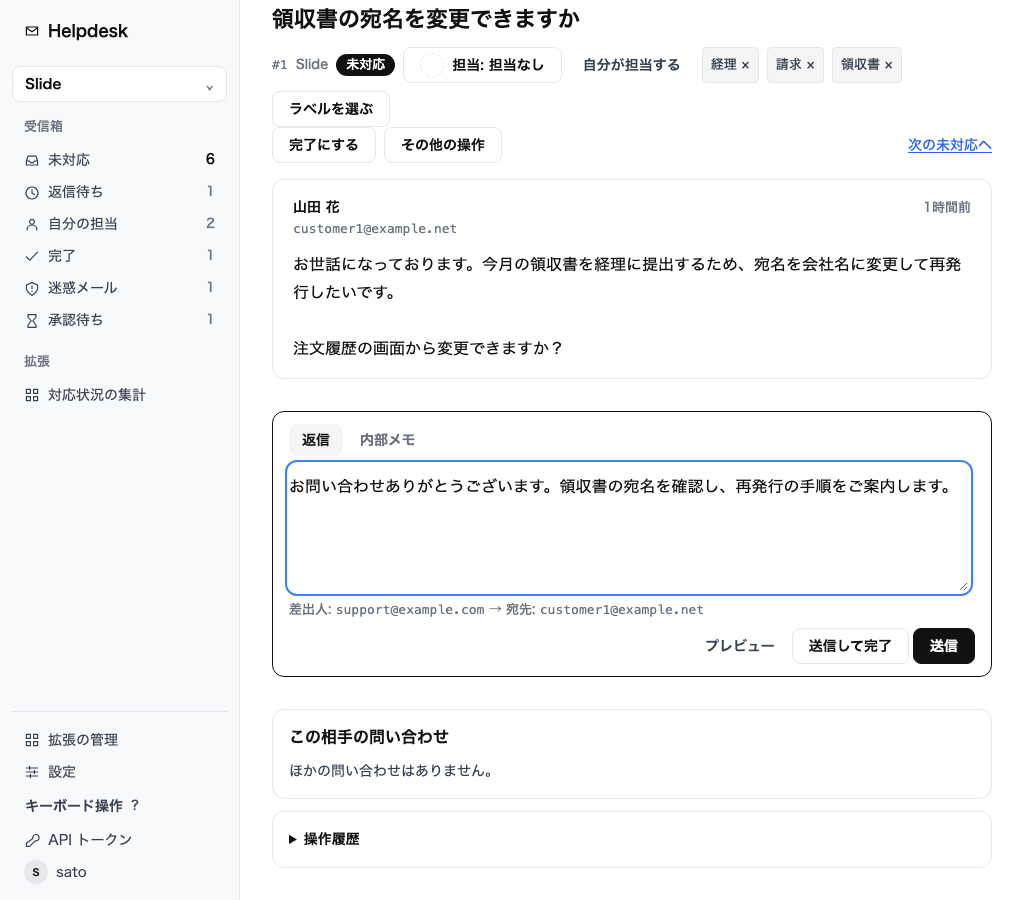 Helpdesk
Slide
受信箱
未対応 6
返信待ち 1
自分の担当 2
完了 1
迷惑メール 1
承認待ち 1
拡張
対応状況の集計
拡張の管理
設定
キーボード操作 ?
API トークン
S sato
領収書の宛名を変更できますか
#1 Slide 未対応 担当: 担当なし 自分が担当する 経理 × 請求 × 領収書 ×
ラベルを選ぶ
完了にする その他の操作 次の未対応へ
山田 花 1時間前
customer1@example.net
お世話になっております。今月の領収書を経理に提出するため、宛名を会社名に変更して再発
行したいです。
注文履歴の画面から変更できますか？
返信 内部メモ
お問い合わせありがとうございます。領収書の宛名を確認し、再発行の手順をご案内します。
差出人: support@example.com → 宛先: customer1@example.net
プレビュー 送信して完了 送信
この相手の問い合わせ
ほかの問い合わせはありません。
▶ 操作履歴